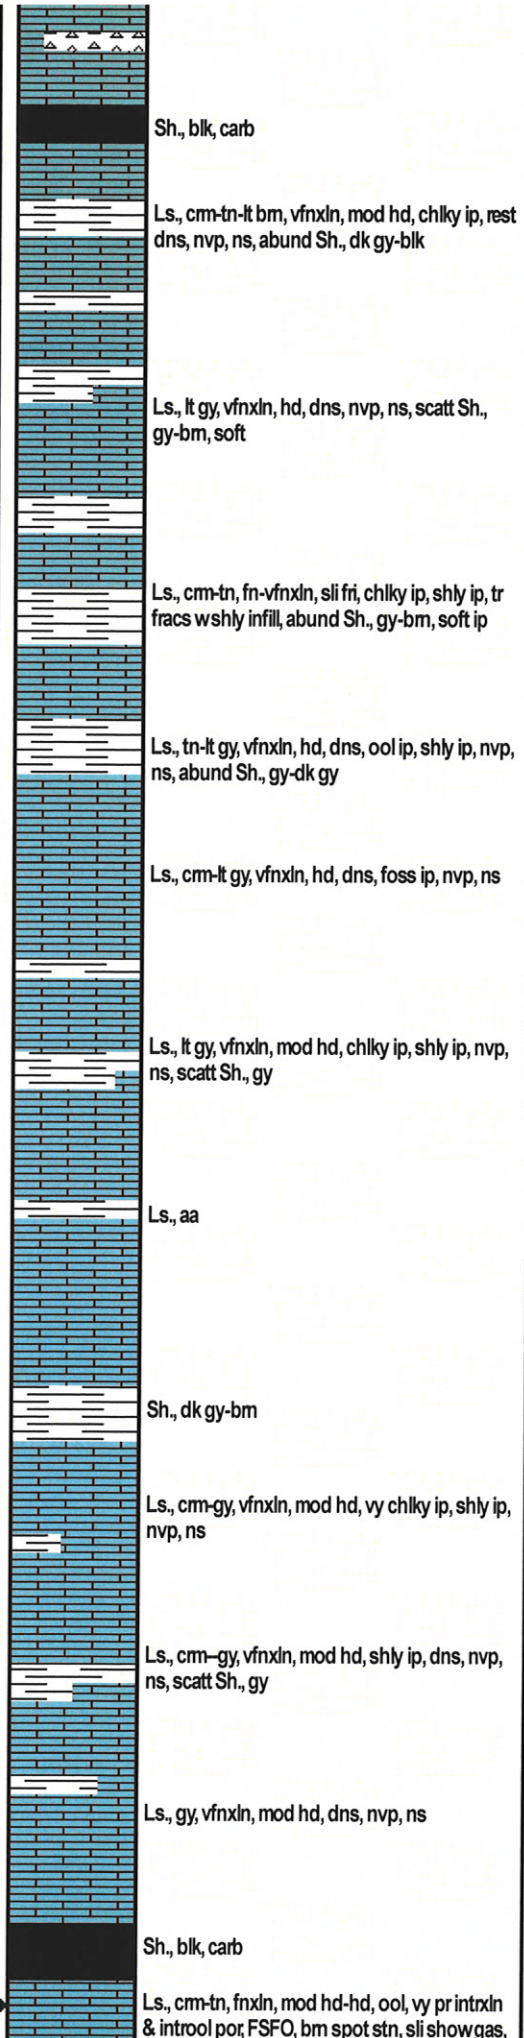 Sh., blk, carb
Ls., crm-tn-lt brn, vfnxln, mod hd, chlky ip, rest
dns, nvp, ns, abund Sh., dk gy-blk
Ls., lt gy, vfnxln, hd, dns, nvp, ns, scatt Sh.,
gy-brn, soft
Ls., crm-tn, fn-vfnxln, sli fri, chlky ip, shly ip, tr
fracs w shly infill, abund Sh., gy-brn, soft ip
Ls., tn-lt gy, vfnxln, hd, dns, ool ip, shly ip, nvp,
ns, abund Sh., gy-dk gy
Ls., crm-lt gy, vfnxln, hd, dns, foss ip, nvp, ns
Ls., lt gy, vfnxln, mod hd, chlky ip, shly ip, nvp,
ns, scatt Sh., gy
Ls., aa
Sh., dk gy-brn
Ls., crm-gy, vfnxln, mod hd, vy chlky ip, shly ip,
nvp, ns
Ls., crm--gy, vfnxln, mod hd, shly ip, dns, nvp,
ns, scatt Sh., gy
Ls., gy, vfnxln, mod hd, dns, nvp, ns
Sh., blk, carb
Ls., crm-tn, fnxln, mod hd-hd, ool, vy pr intrxln
& introol por, FSFO, brn spot stn, sli show gas,